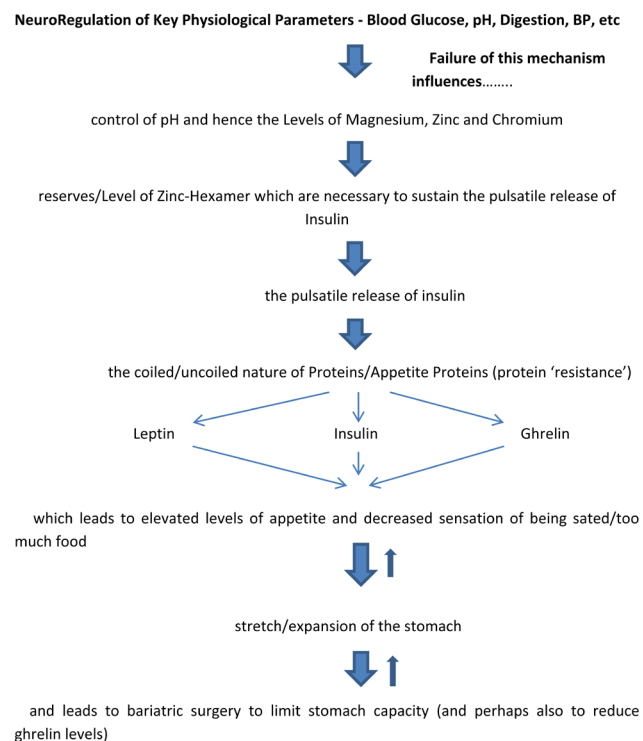 NeuroRegulation of Key Physiological Parameters - Blood Glucose, pH, Digestion, BP, etc
Failure of this mechanism
influences……..
control of pH and hence the Levels of Magnesium, Zinc and Chromium
reserves/Level of Zinc-Hexamer which are necessary to sustain the pulsatile release of
Insulin
the pulsatile release of insulin
the coiled/uncoiled nature of Proteins/Appetite Proteins (protein ‘resistance’)
Leptin Insulin Ghrelin
which leads to elevated levels of appetite and decreased sensation of being sated/too
much food
stretch/expansion of the stomach
and leads to bariatric surgery to limit stomach capacity (and perhaps also to reduce
ghrelin levels)